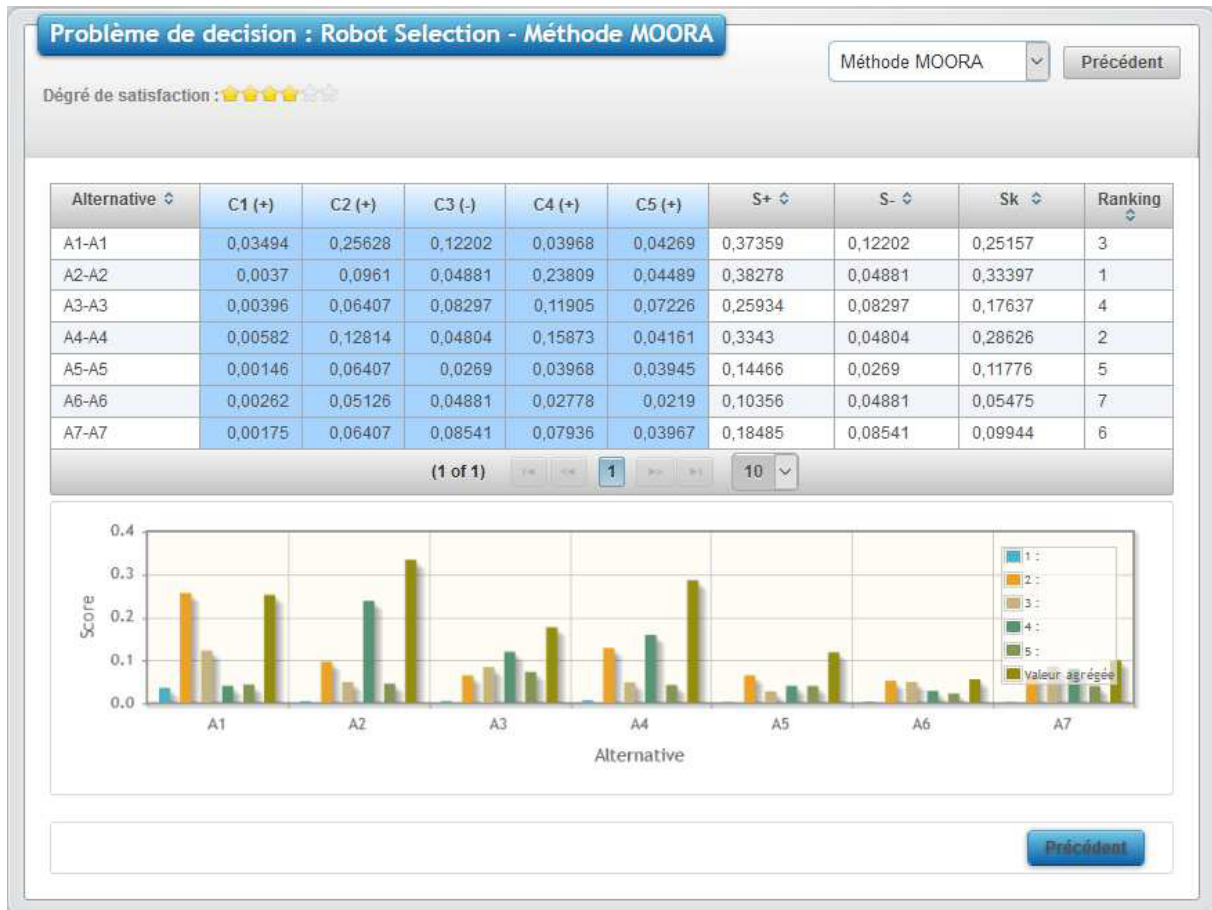 Problème de decision : Robot Selection - Méthode MOORA
Méthode MOORA
Précédent
Dégré de satisfaction :
Alternative C1 (+) C2 (+) C3 (-) C4 (+) C5 (+) S+ S- Sk Ranking
A1-A1 0,03494 0,25628 0,12202 0,03968 0,04269 0,37359 0,12202 0,25157 3
A2-A2 0,0037 0,0961 0,04881 0,23809 0,04489 0,38278 0,04881 0,33397 1
A3-A3 0,00396 0,06407 0,08297 0,11905 0,07226 0,25934 0,08297 0,17637 4
A4-A4 0,00582 0,12814 0,04804 0,15873 0,04161 0,3343 0,04804 0,28626 2
A5-A5 0,00146 0,06407 0,0269 0,03968 0,03945 0,14466 0,0269 0,11776 5
A6-A6 0,00262 0,05126 0,04881 0,02778 0,0219 0,10356 0,04881 0,05475 7
A7-A7 0,00175 0,06407 0,08541 0,07936 0,03967 0,18485 0,08541 0,09944 6
(1 of 1) 1 10
0.4
0.3
0.2
0.1
0.0
Score
1 :
2 :
3 :
4 :
5 :
Valeur agrégée
A1 A2 A3 A4 A5 A6 A7
Alternative
Précédent